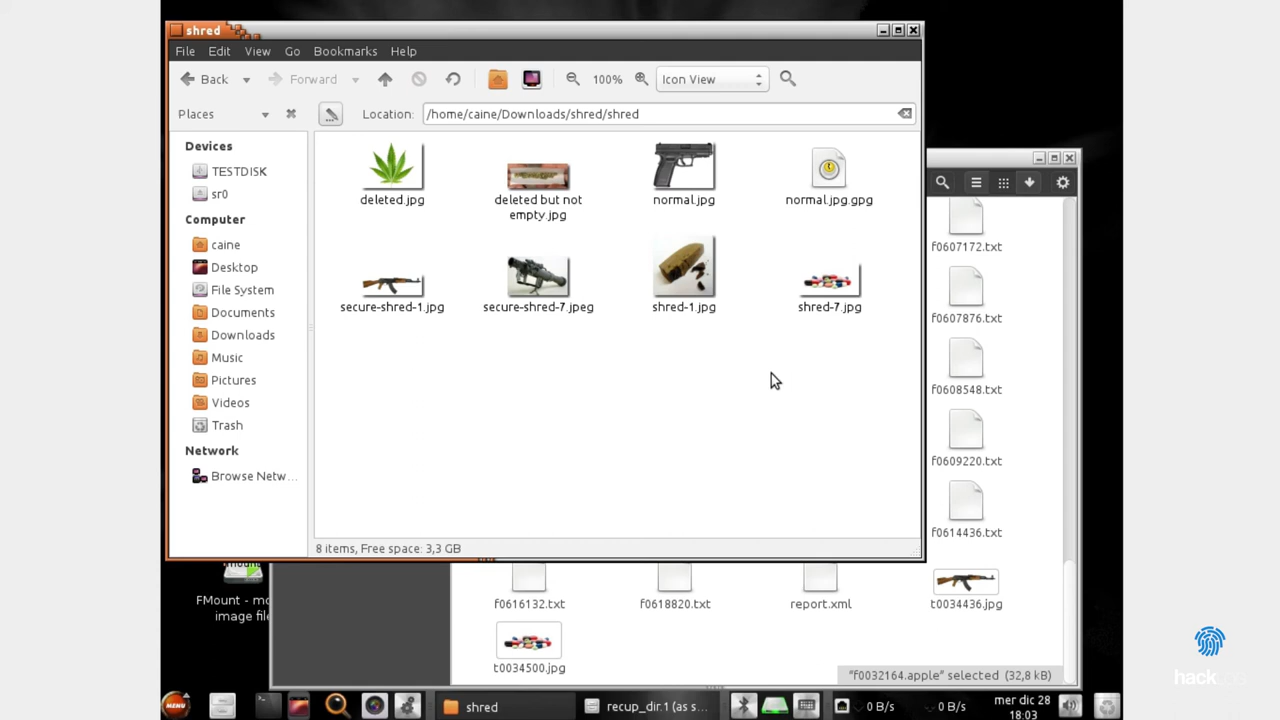 shred
File Edit View Go Bookmarks Help
Back Forward 100% Icon View
Places Location: /home/caine/Downloads/shred/shred
Devices
TESTDISK
sr0
Computer
caine
Desktop
File System
Documents
Downloads
Music
Pictures
Videos
Trash
Network
Browse Netw...
deleted.jpg
deleted but not
empty.jpg
normal.jpg
normal.jpg.gpg
secure-shred-1.jpg
secure-shred-7.jpeg
shred-1.jpg
shred-7.jpg
8 items, Free space: 3,3 GB
f0607172.txt
f0607876.txt
f0608548.txt
f0609220.txt
f0614436.txt
FMount - mo
image file
f0616132.txt
f0618820.txt
report.xml
t0034436.jpg
t0034500.jpg
"f0032164.apple" selected (32,8 kB)
MENU
shred
recup_dir.1 (as s...
0 B/s
0 B/s
mer dic 28
18:03